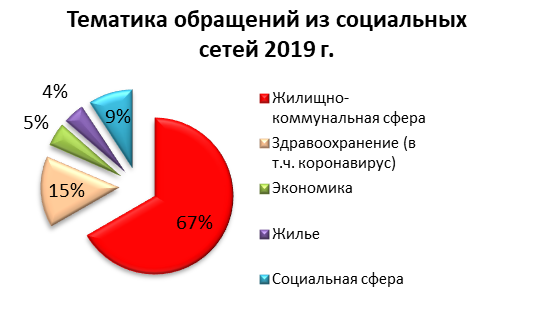 Тематика обращений из социальных
сетей 2019 г.
4%
9%
5%
15%
67%
Жилищно-
коммунальная сфера
Здравоохранение (в
т.ч. коронавирус)
Экономика
Жилье
Социальная сфера